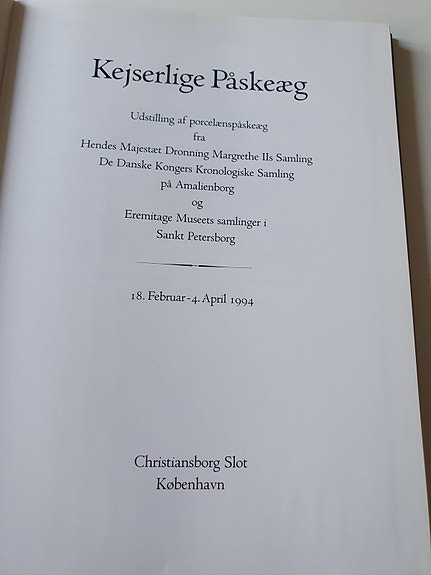 Kejserlige Påskeæg
Udstilling af porcelænspåskeæg
fra
Hendes Majestæt Dronning Margrethe IIs Samling
De Danske Kongers Kronologiske Samling
på Amalienborg
og
Eremitage Museets samlinger i
Sankt Petersborg
18. Februar - 4. April 1994
Christiansborg Slot
København